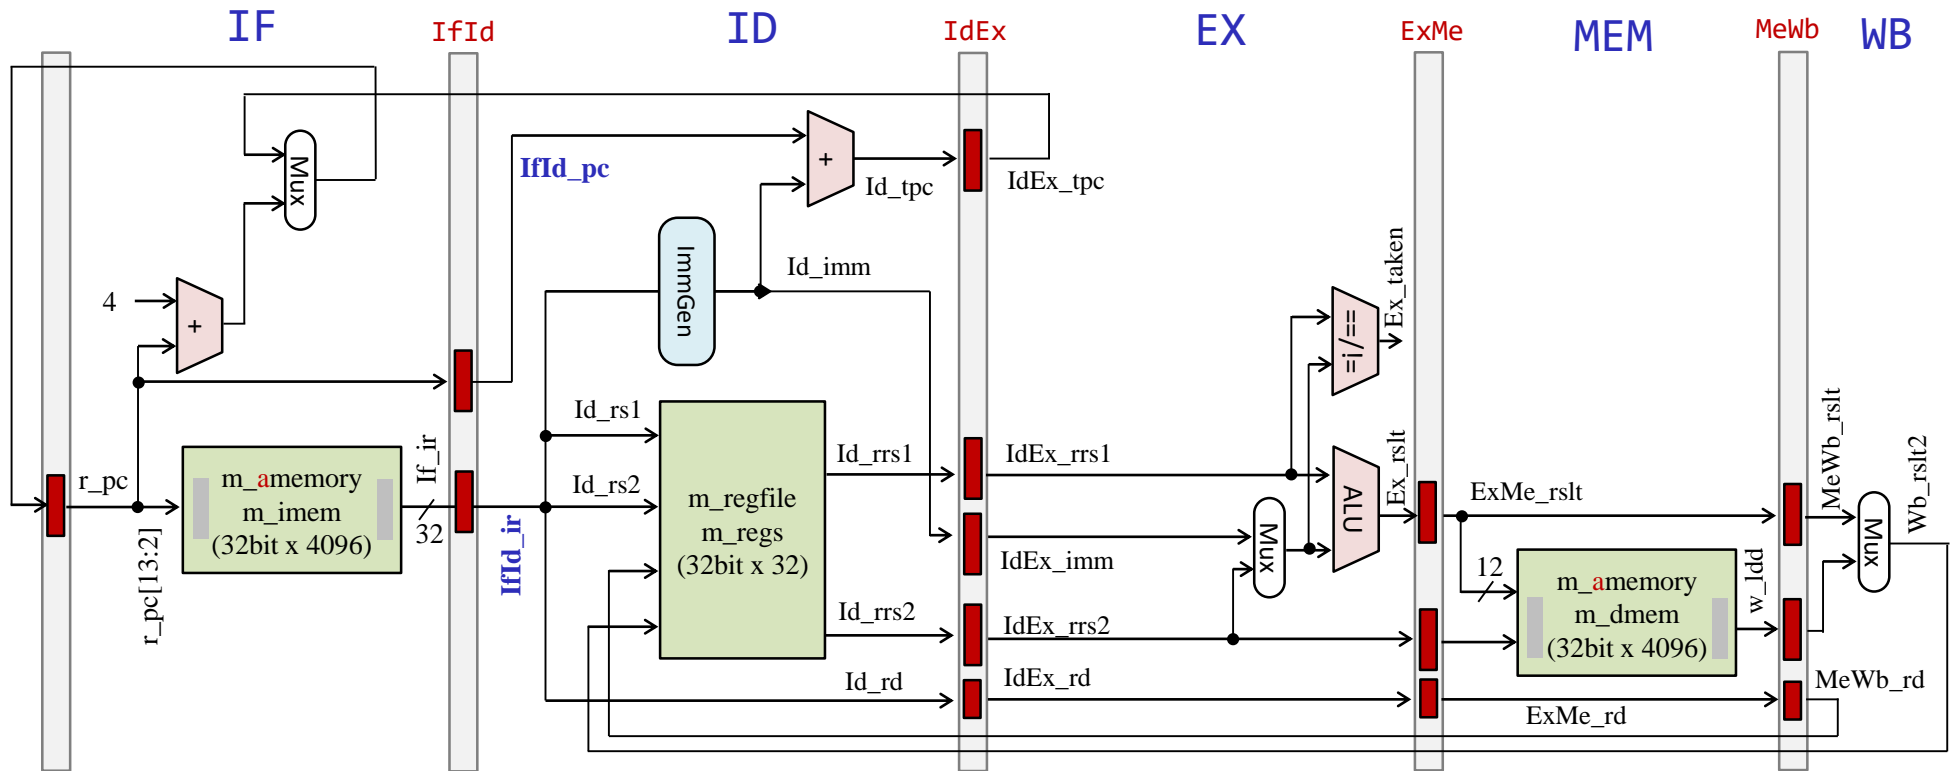 IF
IfId
ID
IdEx
EX
ExMe
MEM
MeWb
WB
Mux
4
+
r_pc
r_pc[13:2]
m_amemory
m_imem
(32bit x 4096)
If_ir
32
IfId_pc
IfId_ir
+
Id_tpc
IdEx_tpc
ImmGen
Id_imm
Id_rs1
Id_rs2
m_regfile
m_regs
(32bit x 32)
Id_rrs1
Id_rrs2
Id_rd
IdEx_rrs1
IdEx_imm
IdEx_rrs2
IdEx_rd
Mux
==/!=
Ex_taken
ALU
Ex_rslt
ExMe_rslt
12
m_amemory
m_dmem
(32bit x 4096)
w_ldd
ExMe_rd
MeWb_rslt
MeWb_rd
Mux
Wb_rslt2